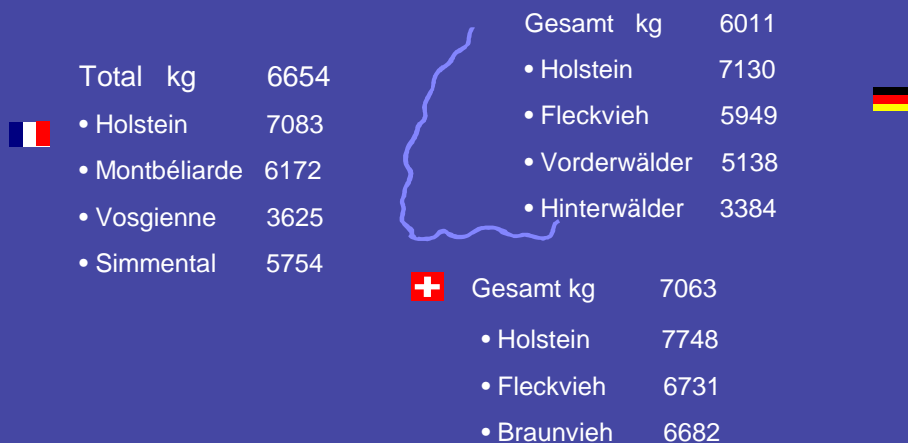 Total kg 6654
• Holstein 7083
• Montbéliarde 6172
• Vosgienne 3625
• Simmental 5754
Gesamt kg 6011
• Holstein 7130
• Fleckvieh 5949
• Vorderwälder 5138
• Hinterwälder 3384
Gesamt kg 7063
• Holstein 7748
• Fleckvieh 6731
• Braunvieh 6682